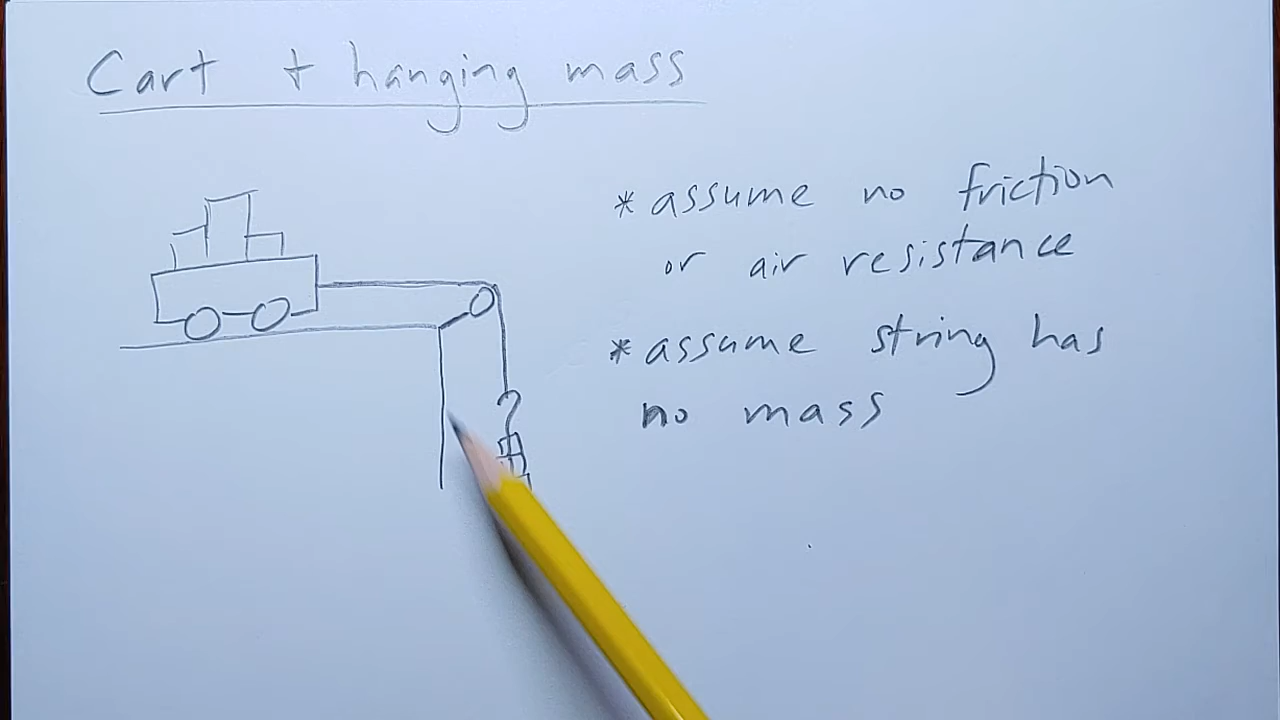 Cart + hanging mass
* assume no friction
or air resistance
* assume string has
no mass